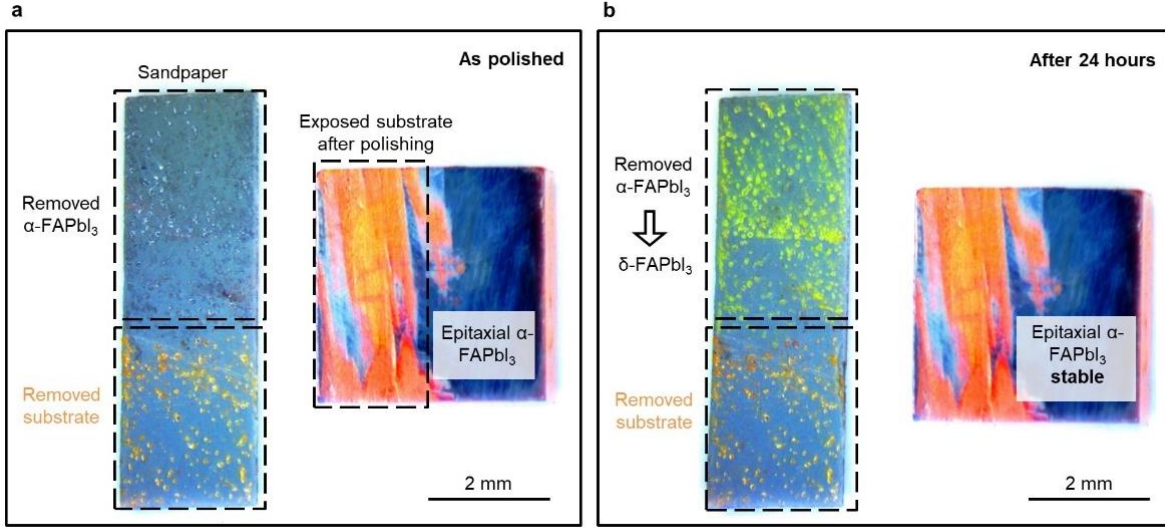 a
As polished
Sandpaper
Exposed substrate
after polishing
Removed
α-FAPbI₃
Epitaxial α-
FAPbI₃
Removed
substrate
2 mm
b
After 24 hours
Removed
α-FAPbI₃
δ-FAPbI₃
Epitaxial α-
FAPbI₃
stable
Removed
substrate
2 mm